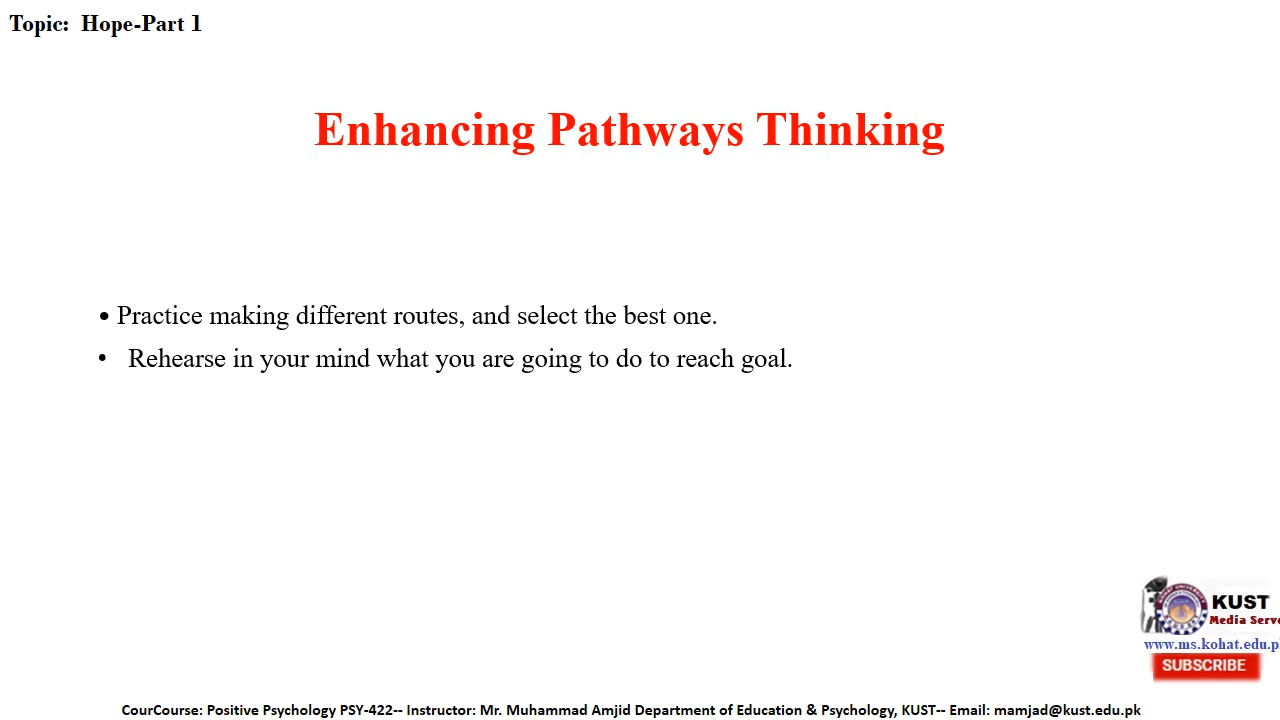 Topic:  Hope-Part 1
Enhancing Pathways Thinking
• Practice making different routes, and select the best one.
• Rehearse in your mind what you are going to do to reach goal.
KUST
Media Serve
www.ms.kohat.edu.p
SUBSCRIBE
CourCourse: Positive Psychology PSY-422-- Instructor: Mr. Muhammad Amjid Department of Education & Psychology, KUST-- Email: mamjad@kust.edu.pk